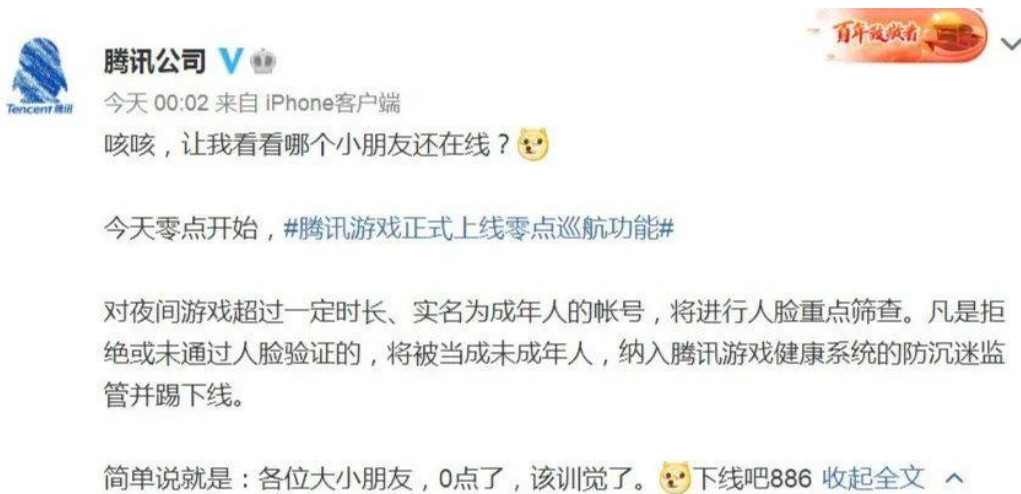 百年致敬者
腾讯公司 V
Tencent 腾讯
今天 00:02 来自 iPhone客户端
咳咳，让我看看哪个小朋友还在线？
今天零点开始，#腾讯游戏正式上线零点巡航功能#
对夜间游戏超过一定时长、实名为成年人的帐号，将进行人脸重点筛查。凡是拒
绝或未通过人脸验证的，将被当成未成年人，纳入腾讯游戏健康系统的防沉迷监
管并踢下线。
简单说就是：各位大小朋友，0点了，该训觉了。下线吧886 收起全文